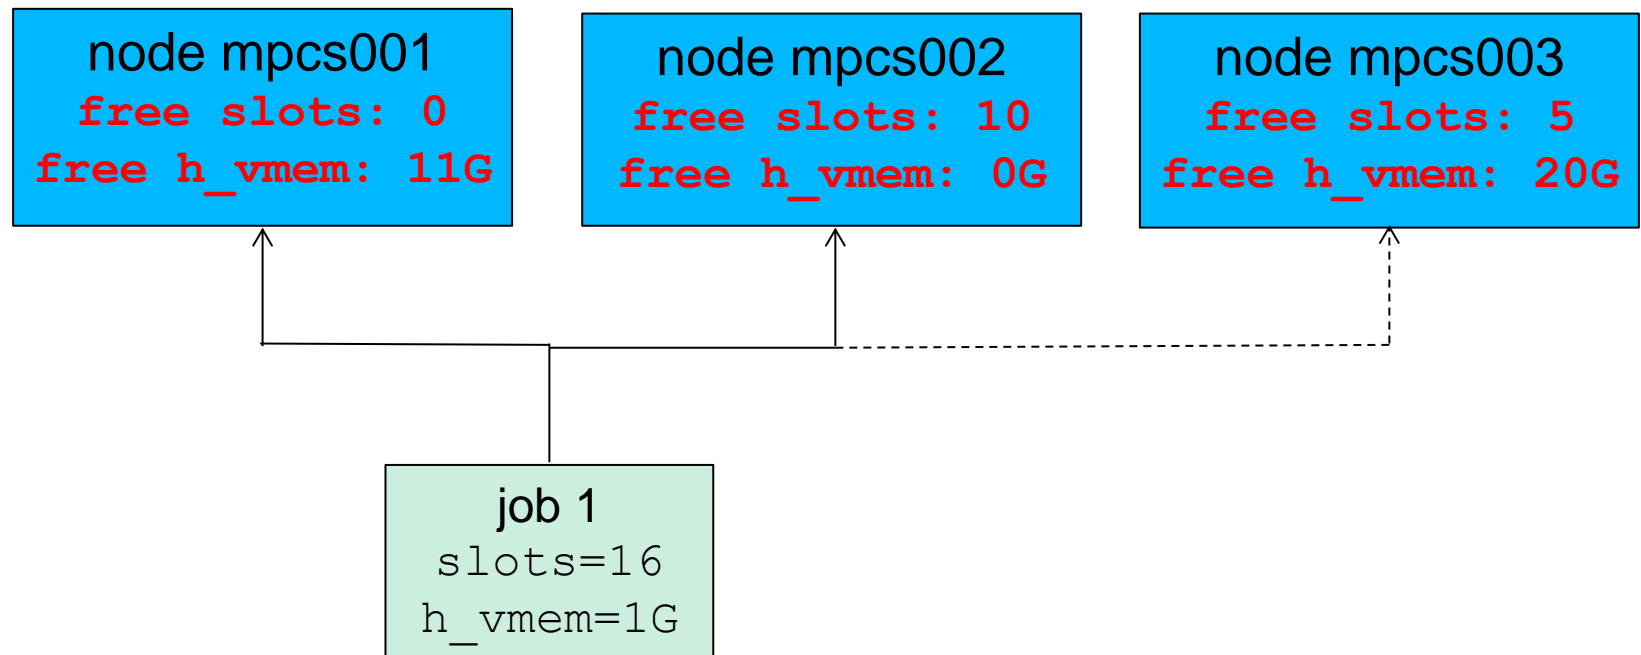 node mpcs001
free slots: 0
free h_vmem: 11G
node mpcs002
free slots: 10
free h_vmem: 0G
node mpcs003
free slots: 5
free h_vmem: 20G
job 1
slots=16
h_vmem=1G